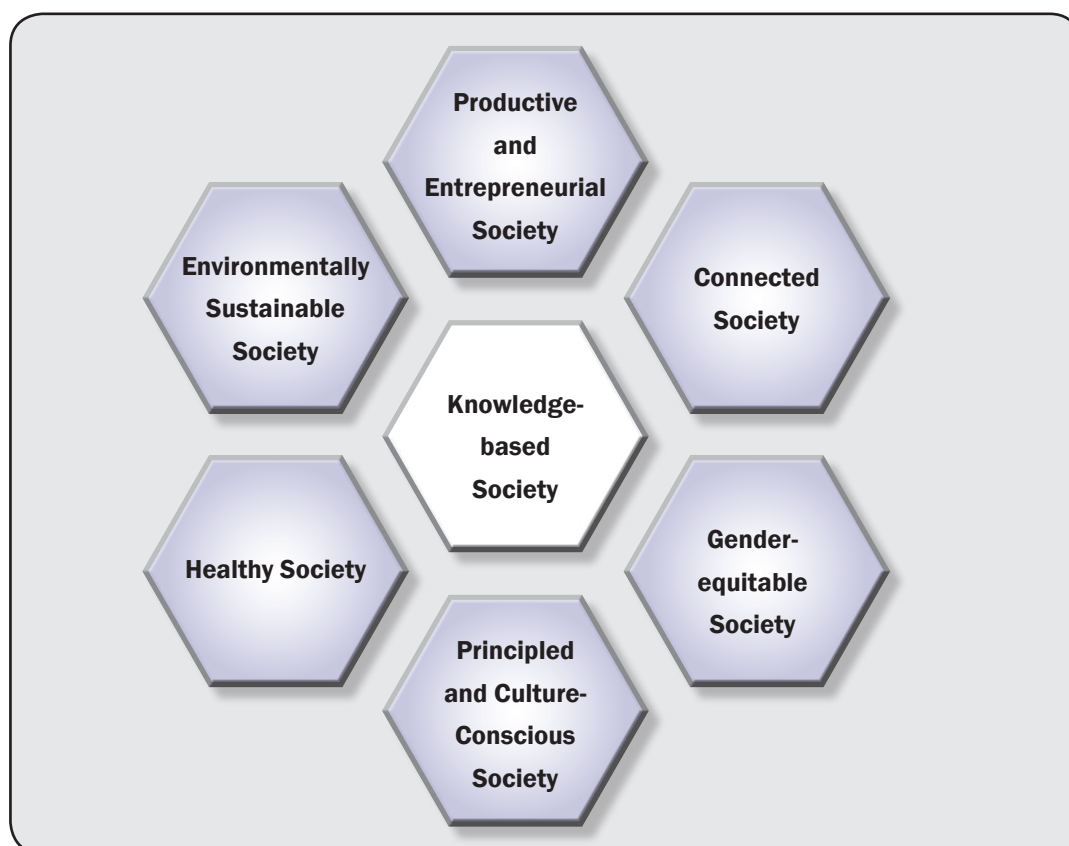 Productive
and
Entrepreneurial
Society
Environmentally
Sustainable
Society
Connected
Society
Knowledge-
based
Society
Healthy Society
Gender-
equitable
Society
Principled
and Culture-
Conscious
Society